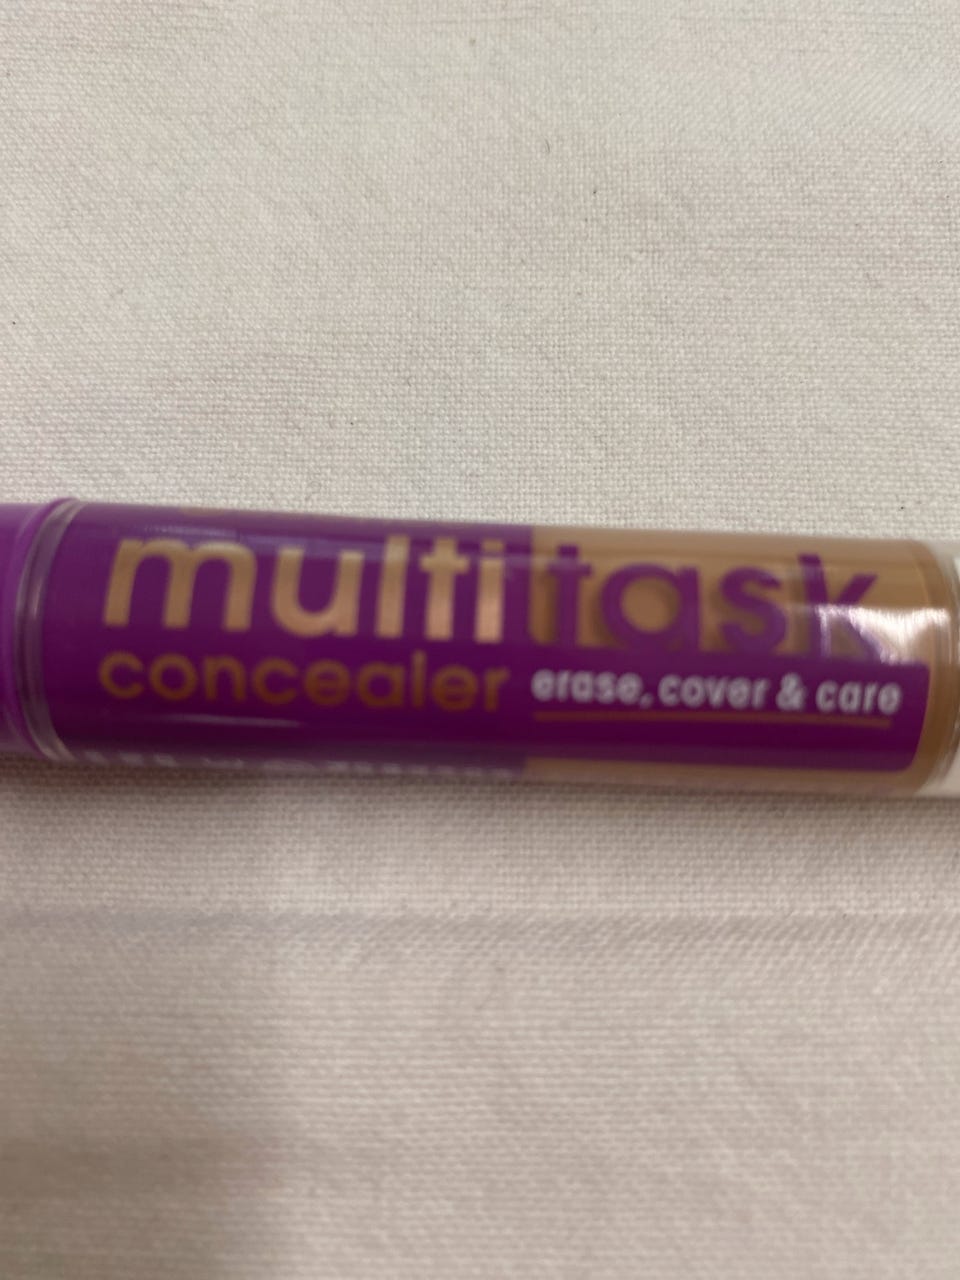 multitask
concealer erase, cover & care